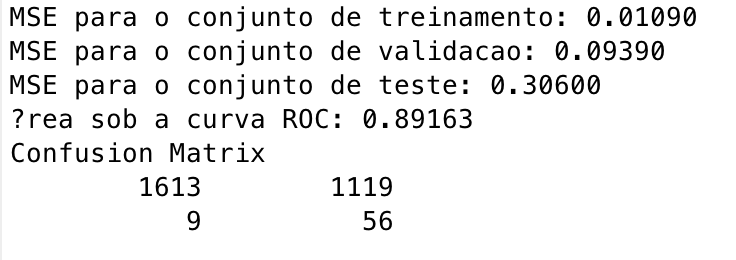 MSE para o conjunto de treinamento: 0.01090
MSE para o conjunto de validacao: 0.09390
MSE para o conjunto de teste: 0.30600
?rea sob a curva ROC: 0.89163
Confusion Matrix
1613 1119
9 56